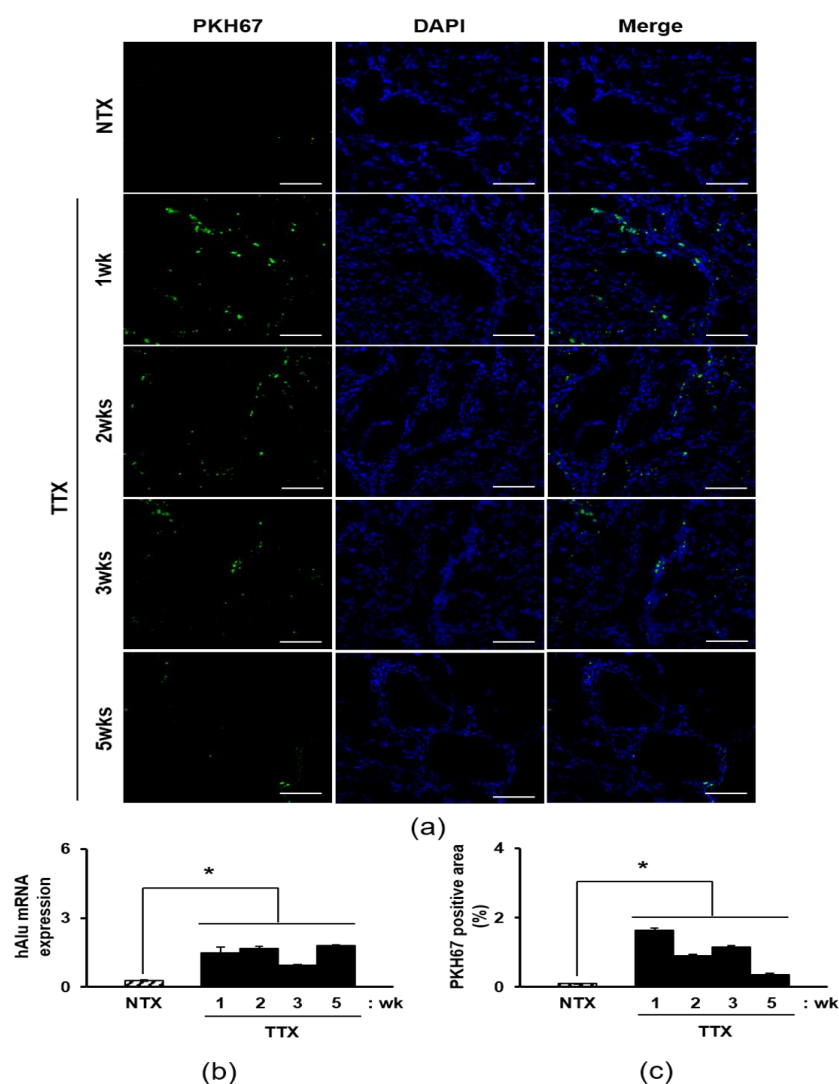 PKH67 DAPI Merge
NTX
TTX
1wk
2wks
3wks
5wks
(a)
hAlu mRNA
expression
6
3
0
*
NTX 1 2 3 5 : wk
TTX
(b)
PKH67 positive area
(%)
4
2
0
*
NTX 1 2 3 5 : wk
TTX
(c)